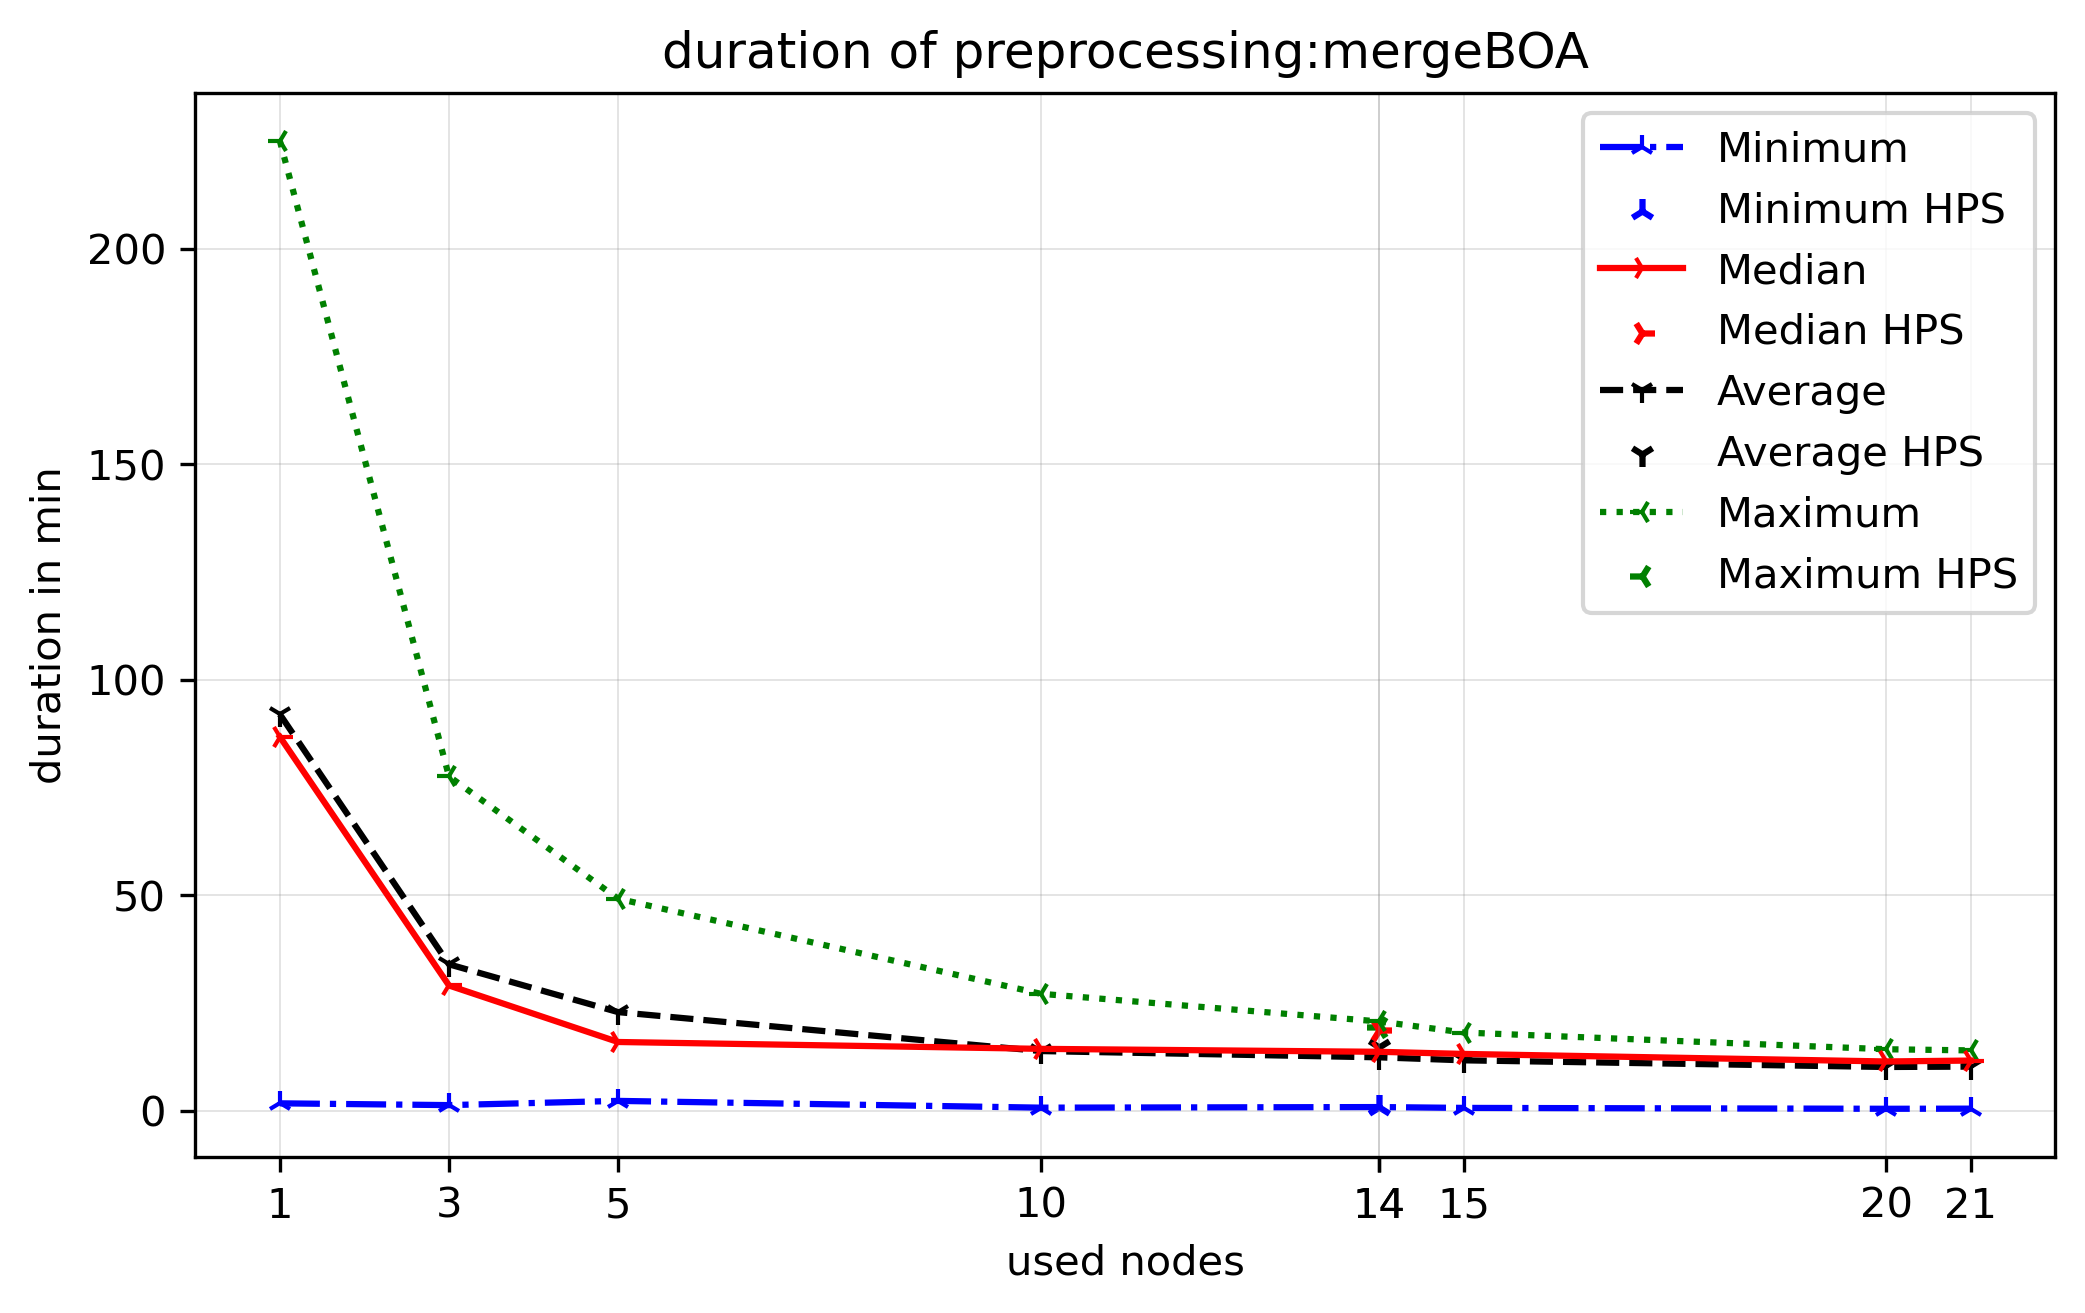 duration of preprocessing:mergeBOA
duration in min
200
150
100
50
0
Minimum
Minimum HPS
Median
Median HPS
Average
Average HPS
Maximum
Maximum HPS
1 3 5 10 14 15 20 21
used nodes